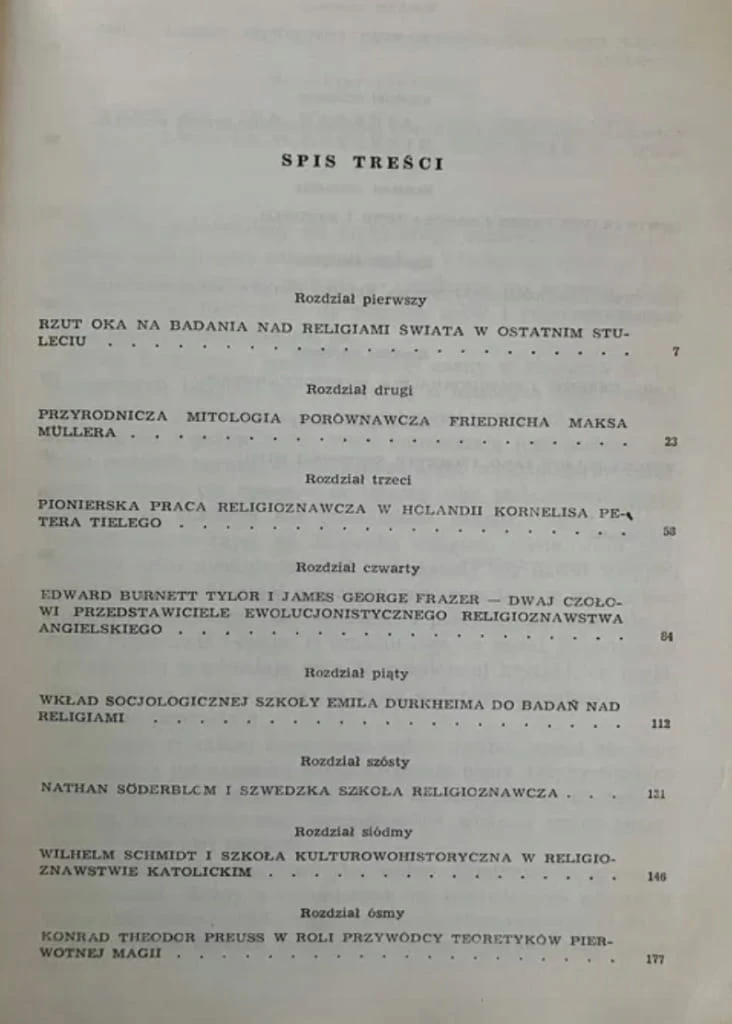 SPIS TREŚCI
Rozdział pierwszy
RZUT OKA NA BADANIA NAD RELIGIAMI ŚWIATA W OSTATNIM STU-
LECIU . . . . . . . . . . . . . . . . . . . . . 7
Rozdział drugi
PRZYRODNICZA MITOLOGIA PORÓWNAWCZA FRIEDRICHA MAKSA
MÜLLERA . . . . . . . . . . . . . . . . . . . . 23
Rozdział trzeci
PIONIERSKA PRACA RELIGIOZNAWCZA W HOLANDII KORNELISA PE-
TERA TIELEGO . . . . . . . . . . . . . . . . . . 53
Rozdział czwarty
EDWARD BURNETT TYLOR I JAMES GEORGE FRAZER — DWAJ CZOŁO-
WI PRZEDSTAWICIELE EWOLUCJONISTYCZNEGO RELIGIOZNAWSTWA
ANGIELSKIEGO . . . . . . . . . . . . . . . . . . 84
Rozdział piąty
WKŁAD SOCJOLOGICZNEJ SZKOŁY EMILA DURKHEIMA DO BADAŃ NAD
RELIGIAMI . . . . . . . . . . . . . . . . . . . 112
Rozdział szósty
NATHAN SÖDERBLOM I SZWEDZKA SZKOŁA RELIGIOZNAWCZA . . . 131
Rozdział siódmy
WILHELM SCHMIDT I SZKOŁA KULTUROWOHISTORYCZNA W RELIGIO-
ZNAWSTWIE KATOLICKIM . . . . . . . . . . . . . . 146
Rozdział ósmy
KONRAD THEODOR PREUSS W ROLI PRZYWÓDCY TEORETYKÓW PIER-
WOTNEJ MAGII . . . . . . . . . . . . . . . . . . 177